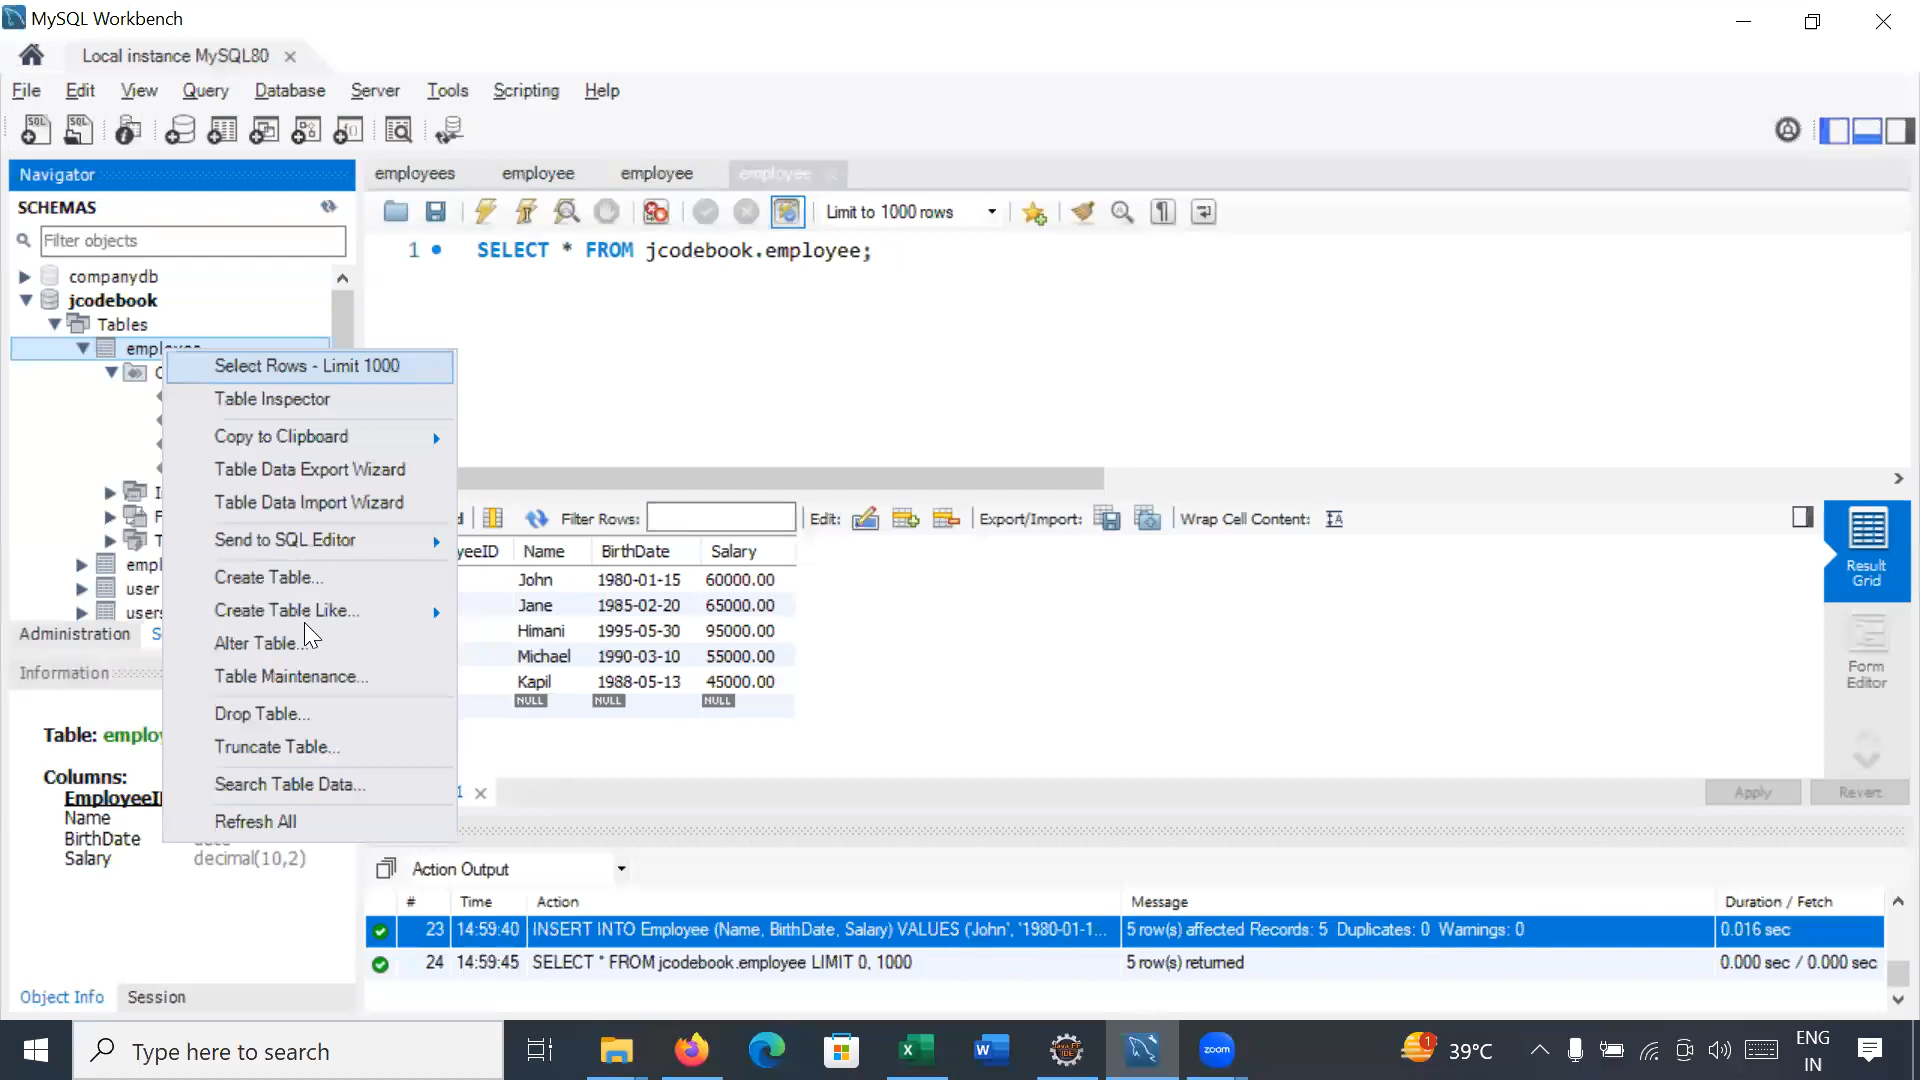 MySQL Workbench
Local instance MySQL80
File Edit View Query Database Server Tools Scripting Help
Navigator
SCHEMAS
Filter objects
companydb
jcodebook
Tables
employee
user
users
Administration
Information
Table:
Columns:
Name
BirthDate
Salary decimal(10,2)
Object Info Session
Select Rows - Limit 1000
Table Inspector
Copy to Clipboard
Table Data Export Wizard
Table Data Import Wizard
Send to SQL Editor
Create Table...
Create Table Like...
Alter Table...
Table Maintenance...
Drop Table...
Truncate Table...
Search Table Data...
Refresh All
employees employee employee employee
Limit to 1000 rows
1 SELECT * FROM jcodebook.employee;
Filter Rows: Edit: Export/Import: Wrap Cell Content:
yeeID Name BirthDate Salary
John 1980-01-15 60000.00
Jane 1985-02-20 65000.00
Himani 1995-05-30 95000.00
Michael 1990-03-10 55000.00
Kapil 1988-05-13 45000.00
NULL NULL NULL
Result
Grid
Form
Editor
1
Apply Revert
Action Output
# Time Action Message Duration / Fetch
23 14:59:40 INSERT INTO Employee (Name, BirthDate, Salary) VALUES ('John', '1980-01-1... 5 row(s) affected Records: 5 Duplicates: 0 Warnings: 0 0.016 sec
24 14:59:45 SELECT * FROM jcodebook.employee LIMIT 0, 1000 5 row(s) returned 0.000 sec / 0.000 sec
Type here to search
zoom
1
39°C
ENG
IN